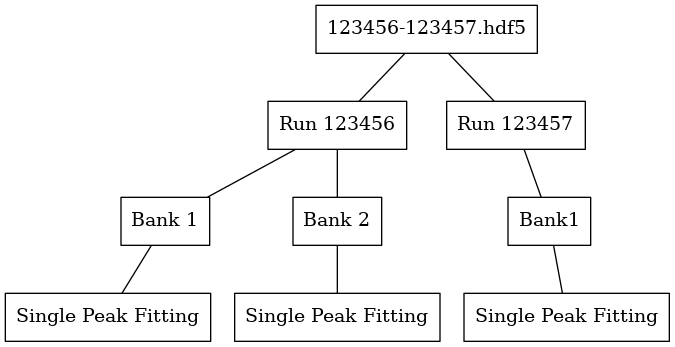 123456-123457.hdf5
Run 123456
Run 123457
Bank 1
Bank 2
Bank1
Single Peak Fitting
Single Peak Fitting
Single Peak Fitting